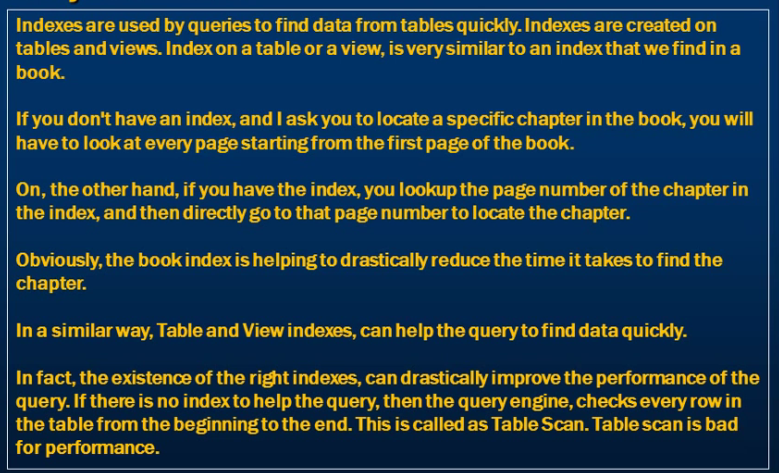 Indexes are used by queries to find data from tables quickly. Indexes are created on
tables and views. Index on a table or a view, is very similar to an index that we find in a
book.
If you don't have an index, and I ask you to locate a specific chapter in the book, you will
have to look at every page starting from the first page of the book.
On, the other hand, if you have the index, you lookup the page number of the chapter in
the index, and then directly go to that page number to locate the chapter.
Obviously, the book index is helping to drastically reduce the time it takes to find the
chapter.
In a similar way, Table and View indexes, can help the query to find data quickly.
In fact, the existence of the right indexes, can drastically improve the performance of the
query. If there is no index to help the query, then the query engine, checks every row in
the table from the beginning to the end. This is called as Table Scan. Table scan is bad
for performance.